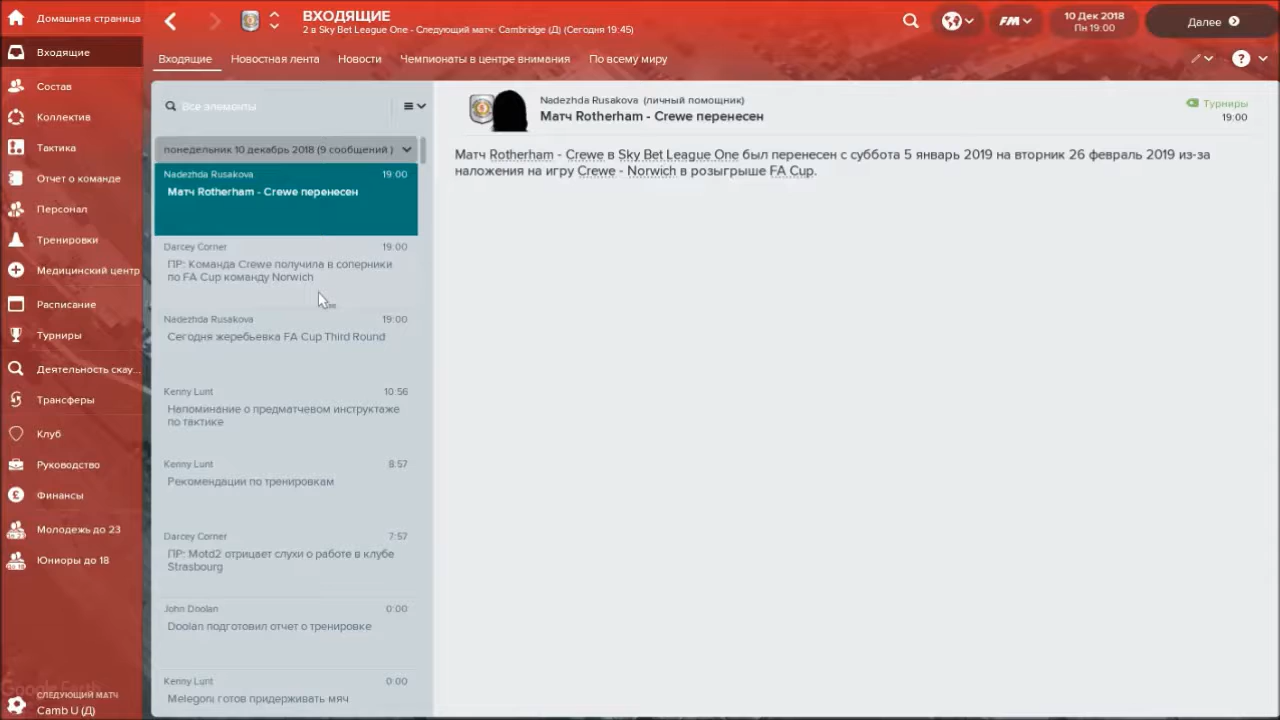 Домашняя страница
Входящие
Состав
Коллектив
Тактика
Отчет о команде
Персонал
Тренировки
Медицинский центр
Расписание
Турниры
Деятельность скау...
Трансферы
Клуб
Руководство
Финансы
Молодежь до 23
Юниоры до 18
Google Earth
СЛЕДУЮЩИЙ МАТЧ
Camb U (Д)
ВХОДЯЩИЕ
2 в Sky Bet League One - Следующий матч: Cambridge (Д) (Сегодня 19:45)
FM
10 Дек 2018
Пн 19:00
Далее
Входящие Новостная лента Новости Чемпионаты в центре внимания По всему миру
?
Все элементы
понедельник 10 декабрь 2018 (9 сообщений )
Nadezhda Rusakova 19:00
Матч Rotherham - Crewe перенесен
Darcey Corner 19:00
ПР: Команда Crewe получила в соперники
по FA Cup команду Norwich
Nadezhda Rusakova 19:00
Сегодня жеребьевка FA Cup Third Round
Kenny Lunt 10:56
Напоминание о предматчевом инструктаже
по тактике
Kenny Lunt 8:57
Рекомендации по тренировкам
Darcey Corner 7:57
ПР: Motd2 отрицает слухи о работе в клубе
Strasbourg
John Doolan 0:00
Doolan подготовил отчет о тренировке
Kenny Lunt 0:00
Melegoni готов придерживать мяч
Nadezhda Rusakova (личный помощник)
Матч Rotherham - Crewe перенесен
Турниры
19:00
Матч Rotherham - Crewe в Sky Bet League One был перенесен с суббота 5 январь 2019 на вторник 26 февраль 2019 из-за
наложения на игру Crewe - Norwich в розыгрыше FA Cup.